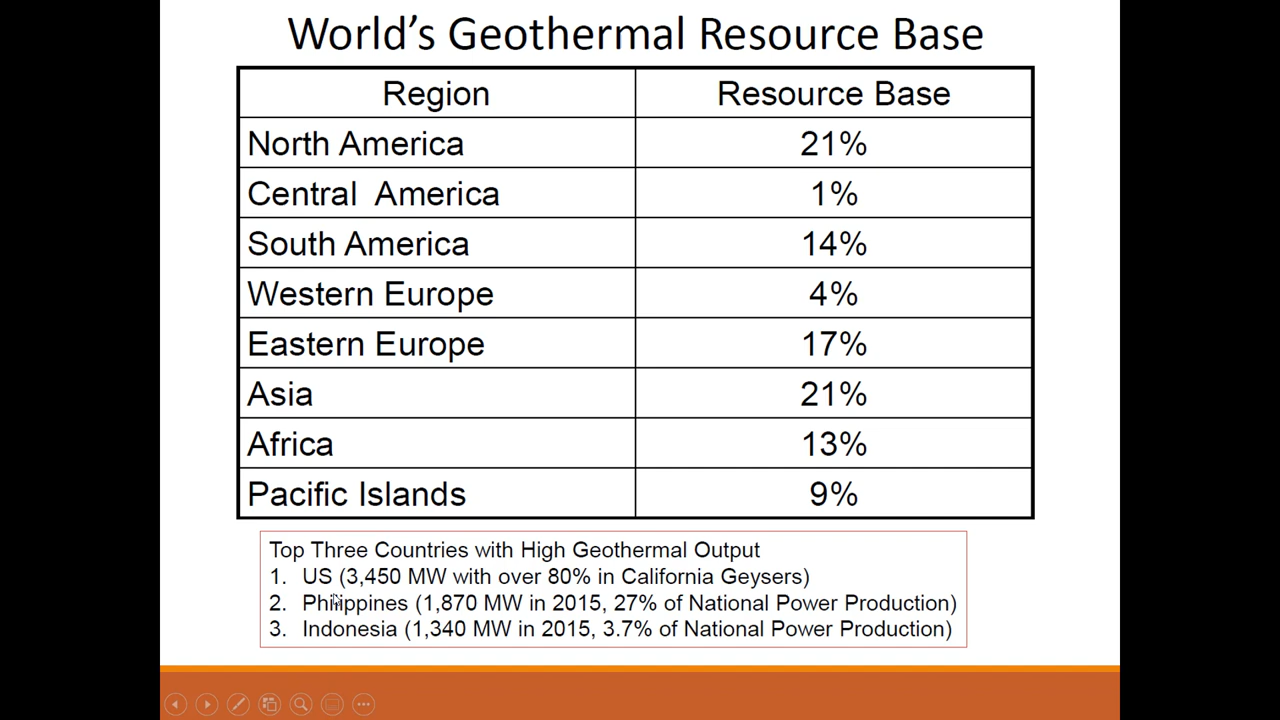 World's Geothermal Resource Base
Region Resource Base
North America 21%
Central America 1%
South America 14%
Western Europe 4%
Eastern Europe 17%
Asia 21%
Africa 13%
Pacific Islands 9%
Top Three Countries with High Geothermal Output
1. US (3,450 MW with over 80% in California Geysers)
2. Philippines (1,870 MW in 2015, 27% of National Power Production)
3. Indonesia (1,340 MW in 2015, 3.7% of National Power Production)